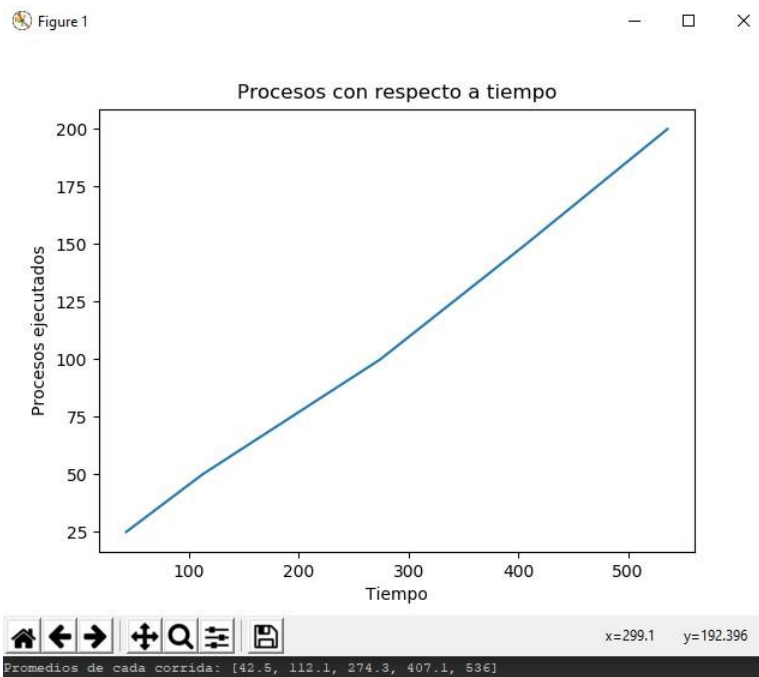 Figure 1
Procesos con respecto a tiempo
Procesos ejecutados
200
175
150
125
100
75
50
25
100 200 300 400 500
Tiempo
x=299.1 y=192.396
Promedios de cada corrida: [42.5, 112.1, 274.3, 407.1, 536]